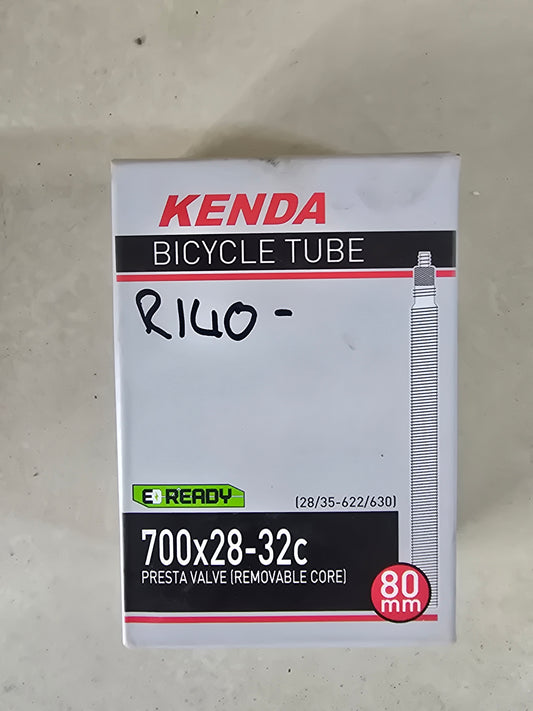 KENDA
BICYCLE TUBE
R140-
READY
(28/35-622/630)
700x28-32c
PRESTA VALVE (REMOVABLE CORE)
80
mm